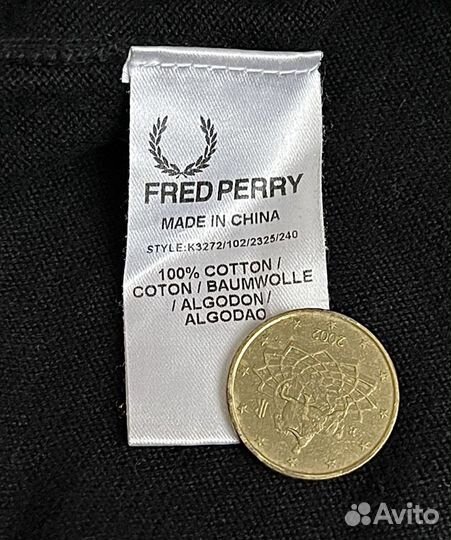 FRED PERRY
MADE IN CHINA
STYLE:K3272/102/2325/240
100% COTTON /
COTON / BAUMWOLLE
/ ALGODON /
ALGODAO
2002
Avito